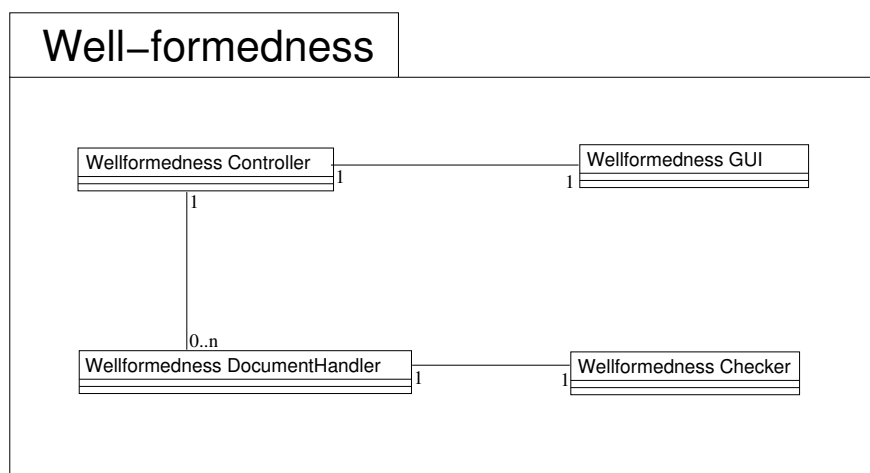 Well–formedness
Wellformedness Controller
Wellformedness GUI
1
1
1
0..n
Wellformedness DocumentHandler
Wellformedness Checker
1
1